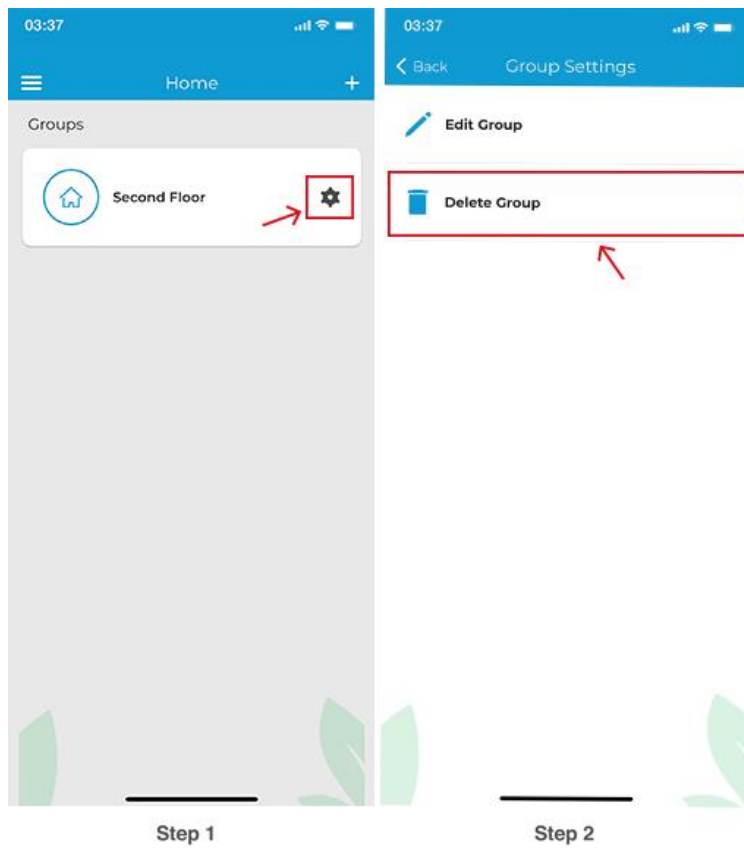 03:37
Home
Groups
Second Floor
Step 1
03:37
Back
Group Settings
Edit Group
Delete Group
Step 2